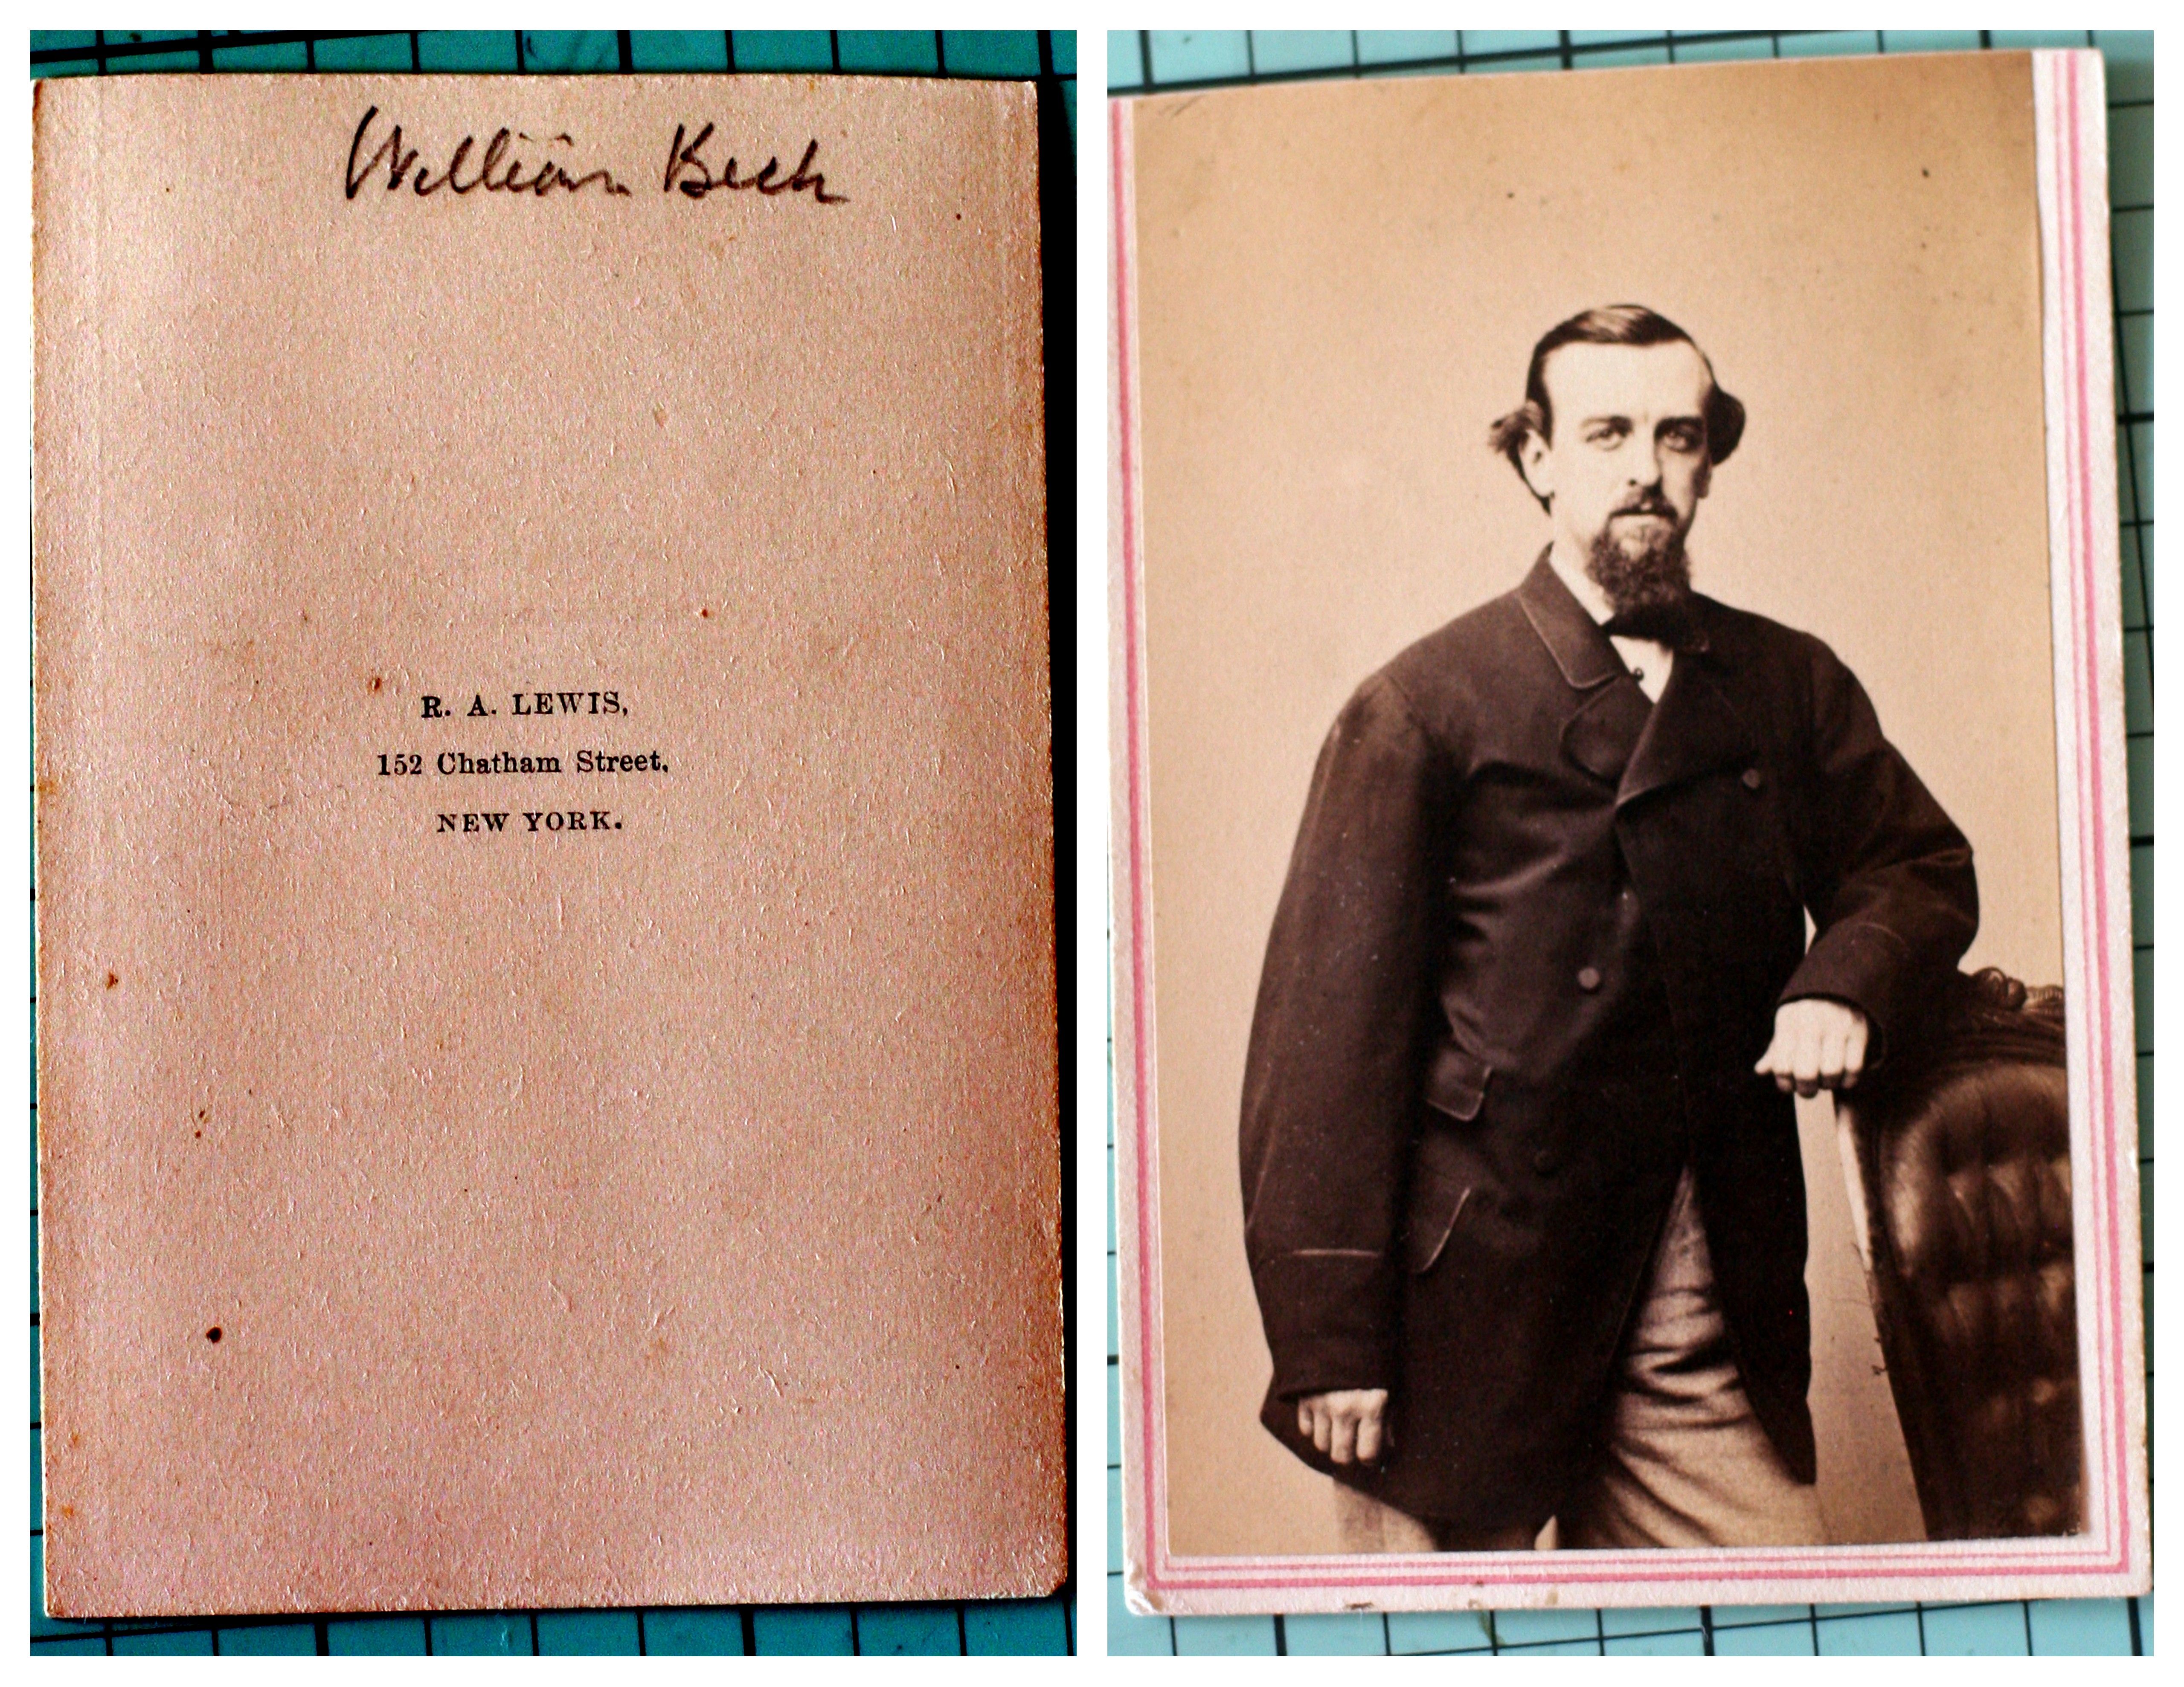 William Beck
R. A. LEWIS,
152 Chatham Street,
NEW YORK.